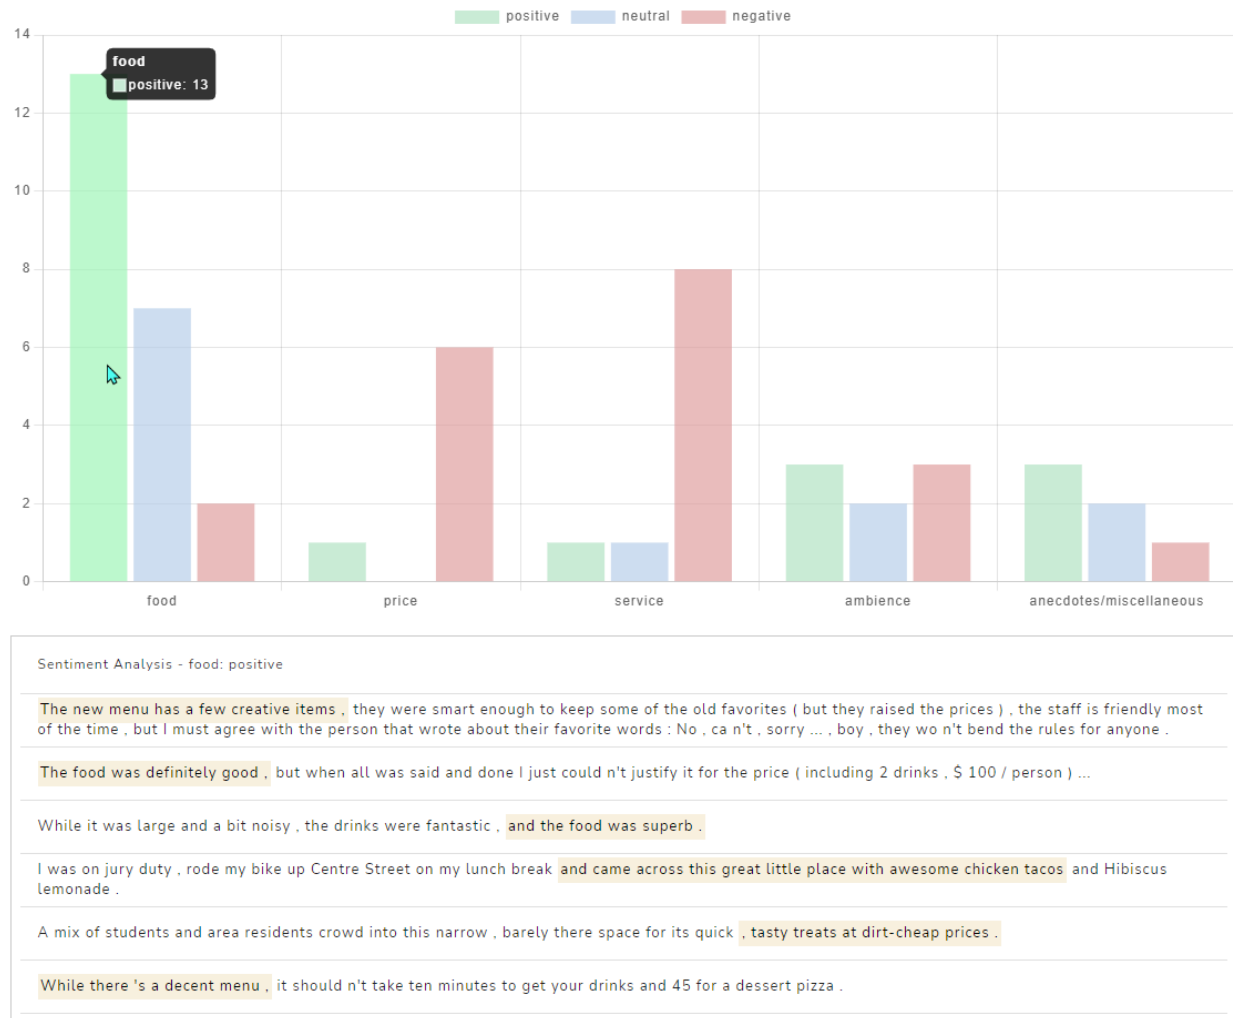 positive neutral negative
14
food
positive: 13
12
10
8
6
4
2
0
food price service ambience anecdotes/miscellaneous
Sentiment Analysis - food: positive
The new menu has a few creative items , they were smart enough to keep some of the old favorites ( but they raised the prices ) , the staff is friendly most
of the time , but I must agree with the person that wrote about their favorite words : No , ca n't , sorry ... , boy , they wo n't bend the rules for anyone .
The food was definitely good , but when all was said and done I just could n't justify it for the price ( including 2 drinks , $ 100 / person ) ...
While it was large and a bit noisy , the drinks were fantastic , and the food was superb .
I was on jury duty , rode my bike up Centre Street on my lunch break and came across this great little place with awesome chicken tacos and Hibiscus
lemonade .
A mix of students and area residents crowd into this narrow , barely there space for its quick , tasty treats at dirt-cheap prices .
While there 's a decent menu , it should n't take ten minutes to get your drinks and 45 for a dessert pizza .